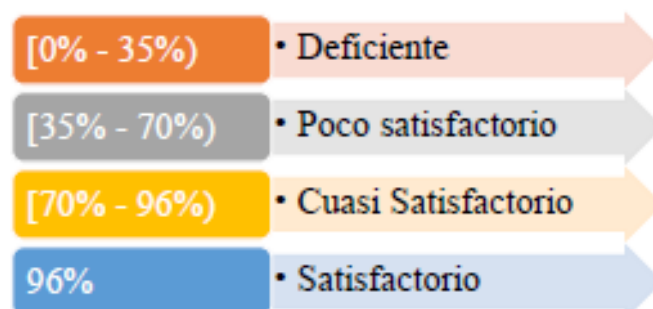 [0% - 35%) • Deficiente
[35% - 70%) • Poco satisfactorio
[70% - 96%) • Cuasi Satisfactorio
96% • Satisfactorio